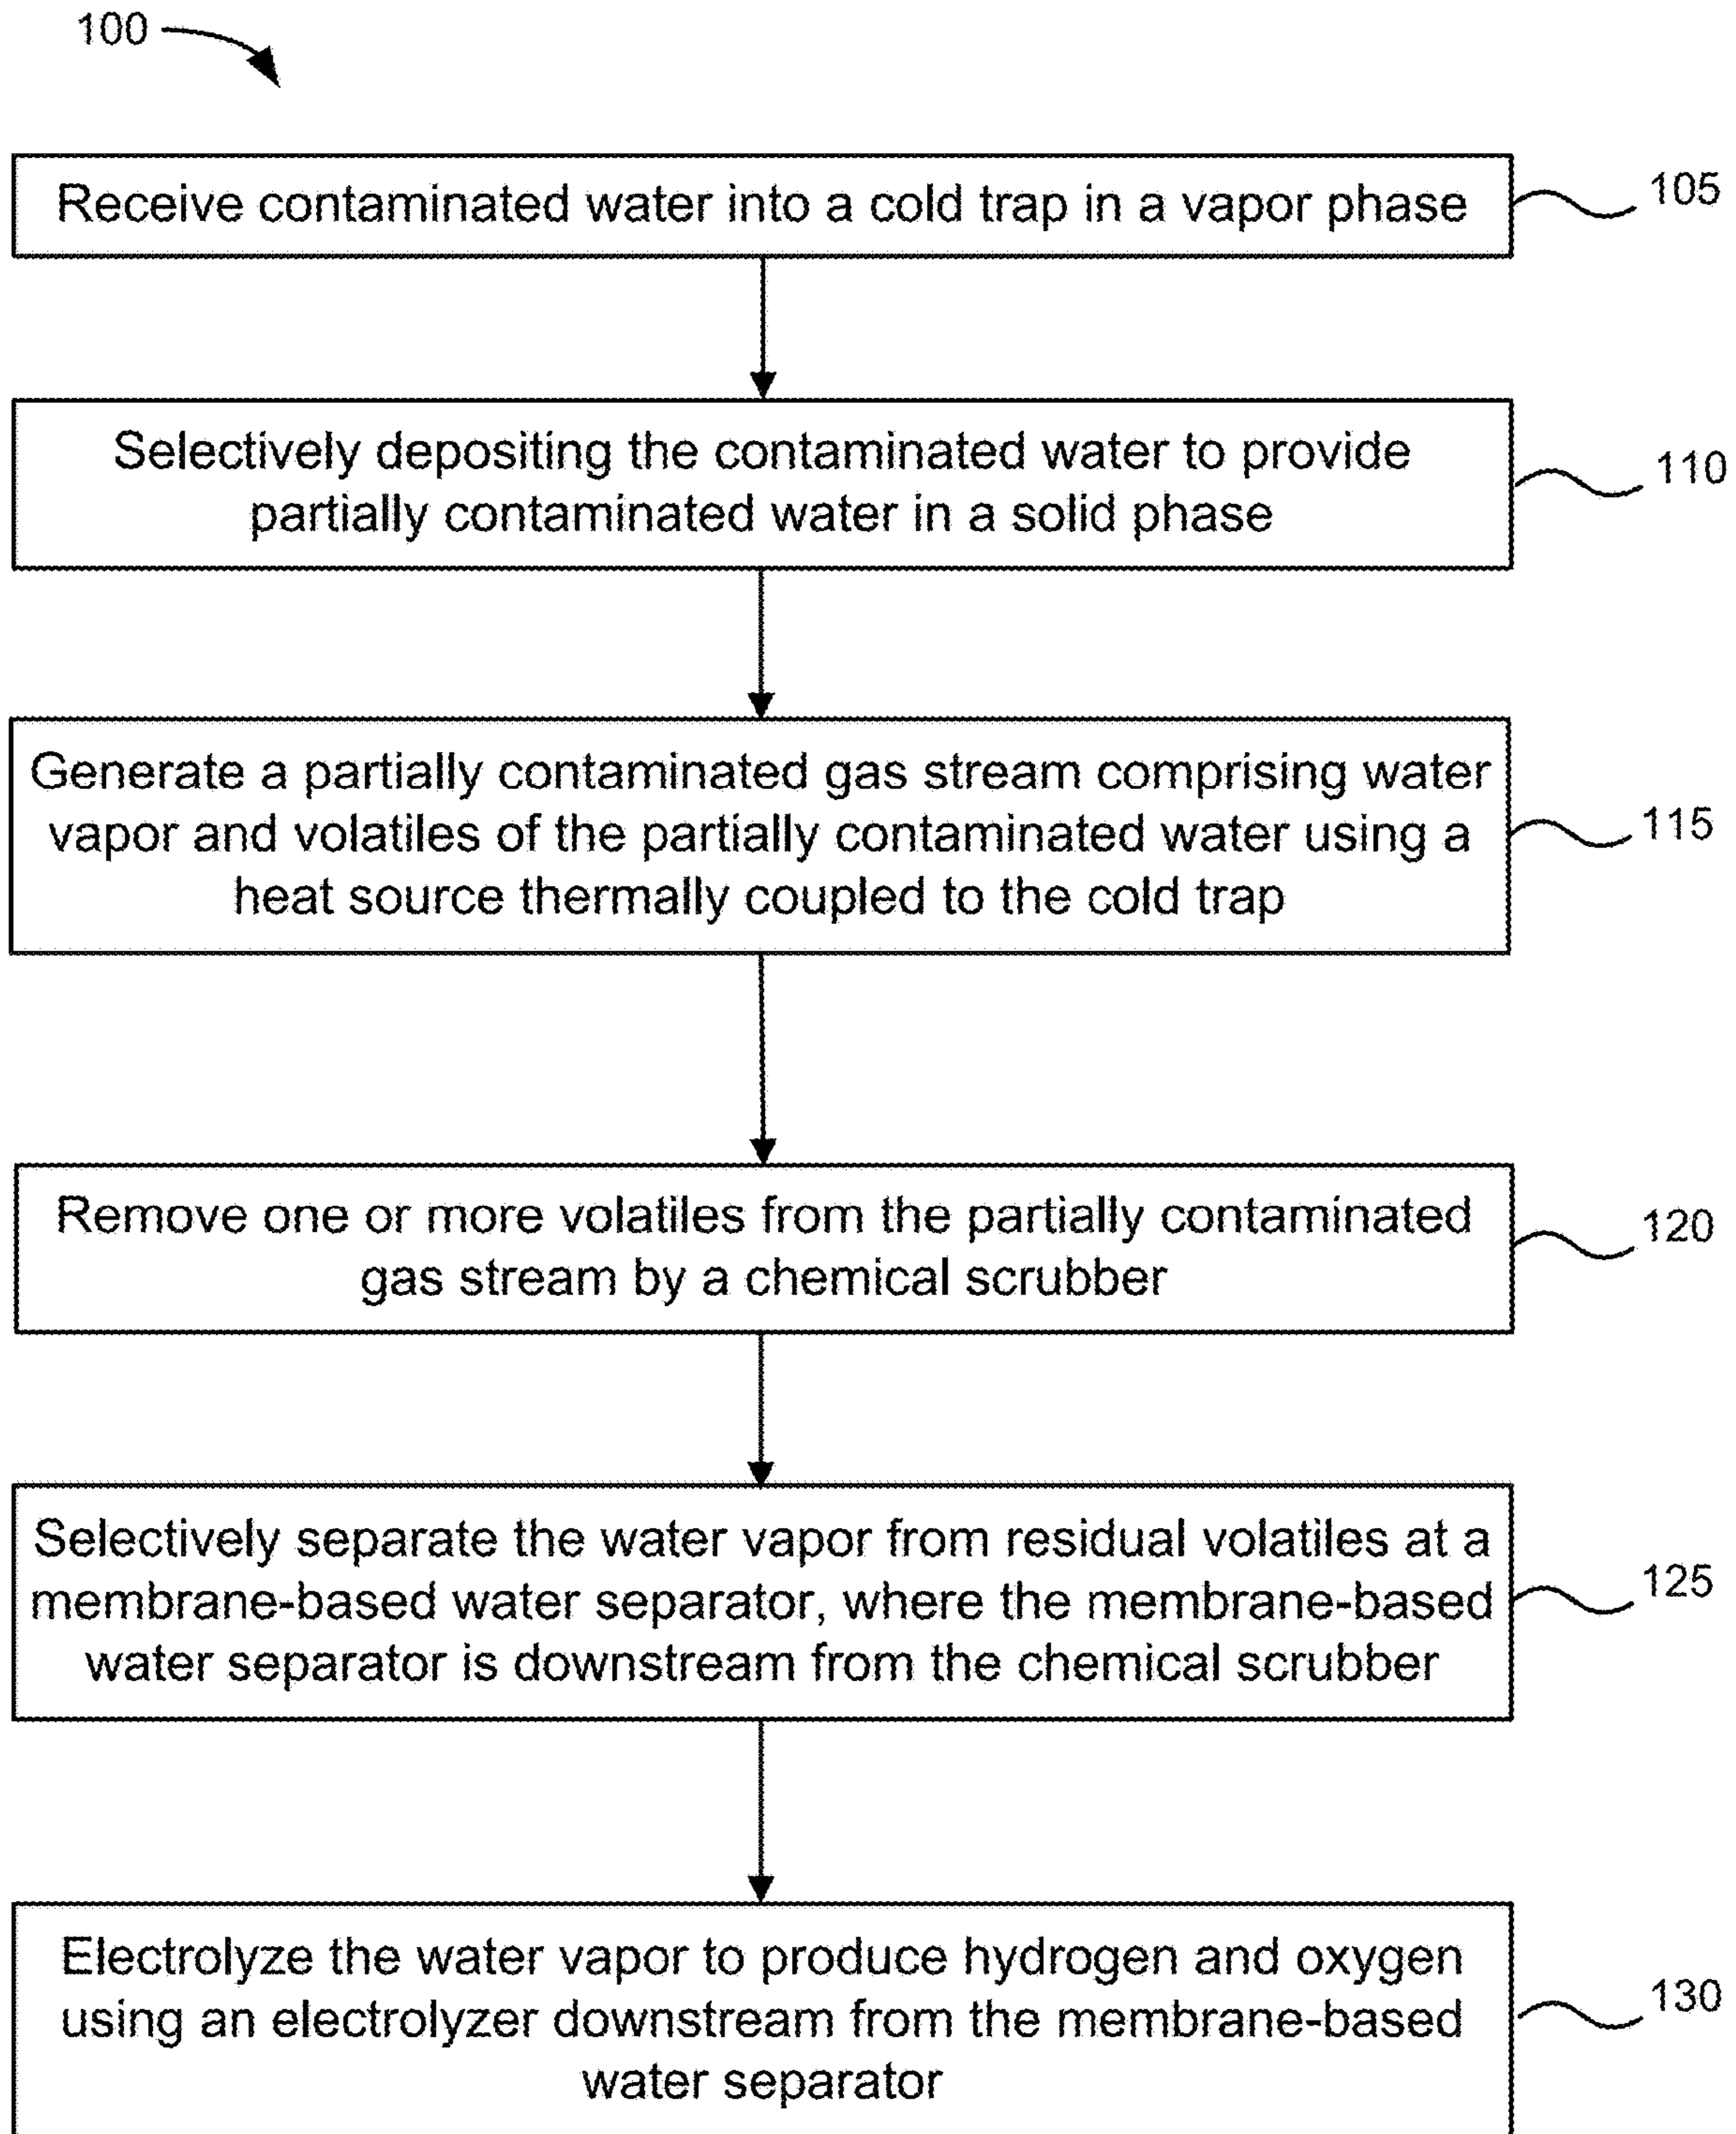 100
Receive contaminated water into a cold trap in a vapor phase
105
Selectively depositing the contaminated water to provide
partially contaminated water in a solid phase
110
Generate a partially contaminated gas stream comprising water
vapor and volatiles of the partially contaminated water using a
heat source thermally coupled to the cold trap
115
Remove one or more volatiles from the partially contaminated
gas stream by a chemical scrubber
120
Selectively separate the water vapor from residual volatiles at a
membrane-based water separator, where the membrane-based
water separator is downstream from the chemical scrubber
125
Electrolyze the water vapor to produce hydrogen and oxygen
using an electrolyzer downstream from the membrane-based
water separator
130